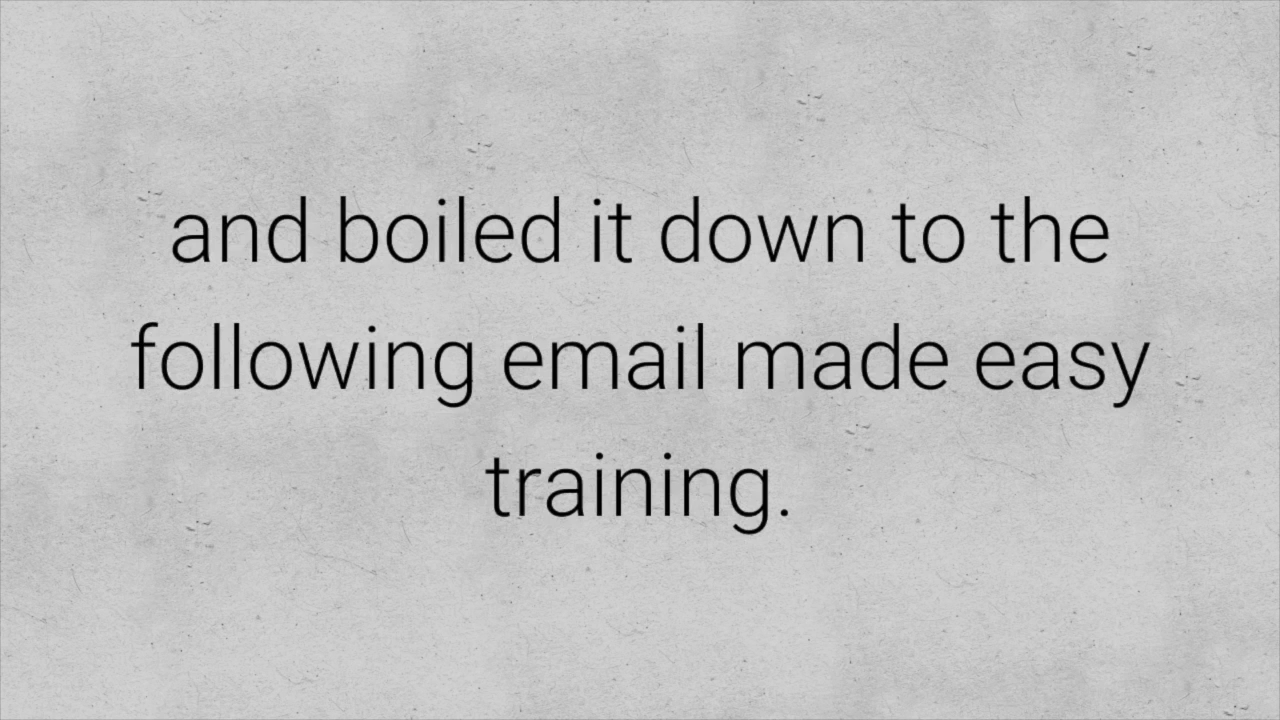 and boiled it down to the
following email made easy
training.